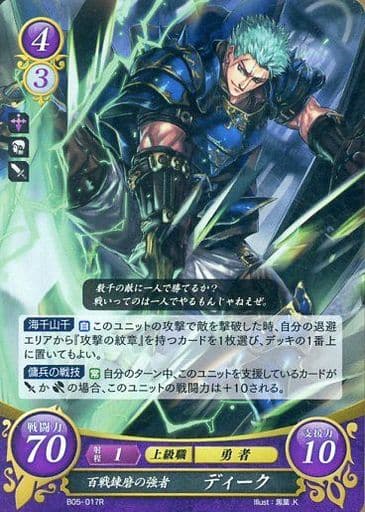 4
3
数千の敵に一人で勝てるか?
戦いってのは一人でやるもんじゃねえぜ。
海千山千 自 このユニットの攻撃で敵を撃破した時、自分の退避
エリアから『攻撃の紋章』を持つカードを1枚選び、デッキの1番上
に置いてもよい。
傭兵の戦技 常 自分のターン中、このユニットを支援しているカードが
か の場合、このユニットの戦闘力は+10される。
戦闘力
70
射程 1 上級職 勇者
支援力
10
百戦錬磨の強者 ディーク
B05-017R
Illust:黒葉.K